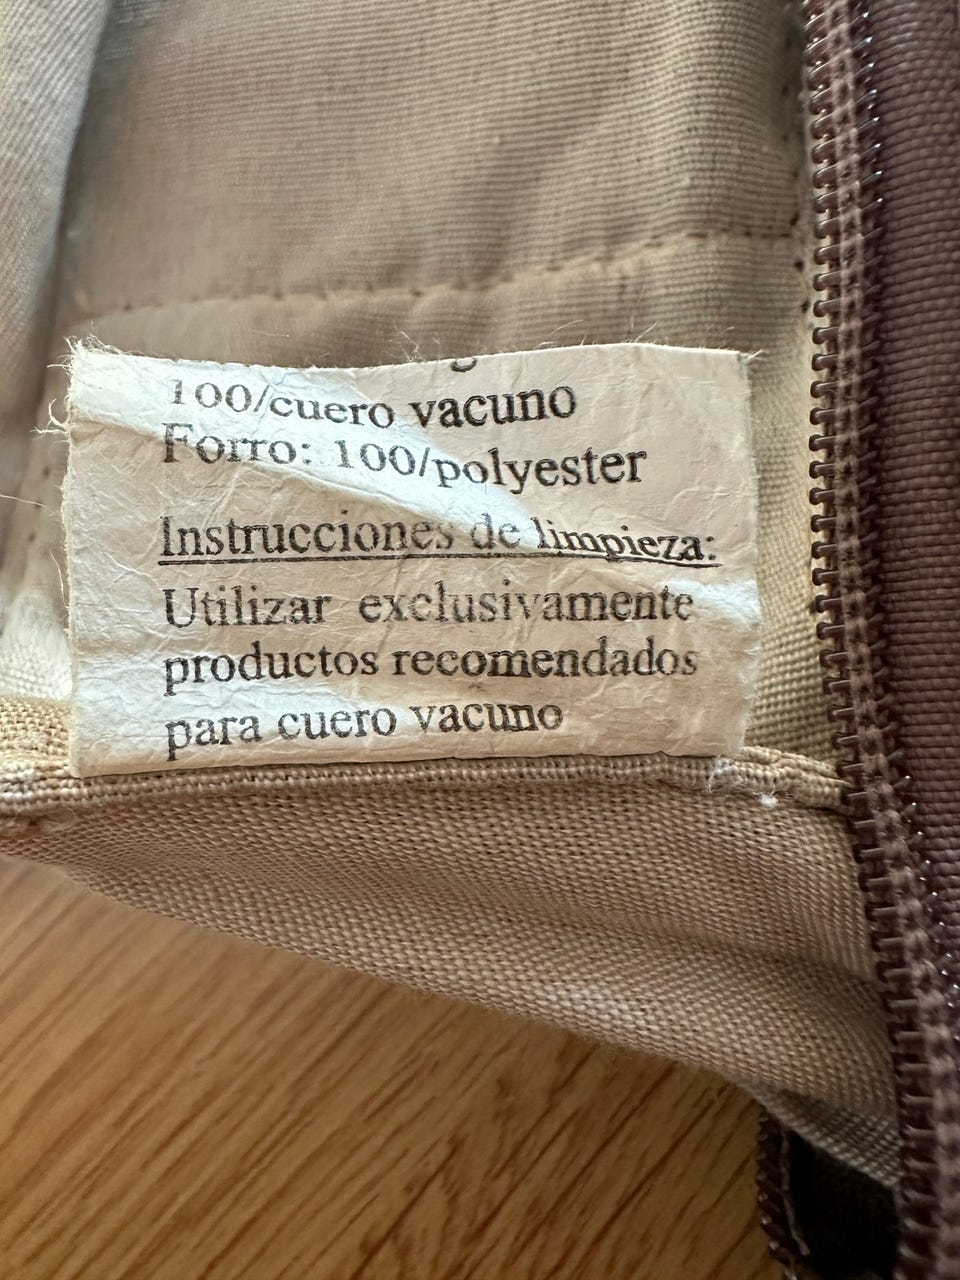 100/cuero vacuno
Forro: 100/polyester
Instrucciones de limpieza:
Utilizar exclusivamente
productos recomendados
para cuero vacuno